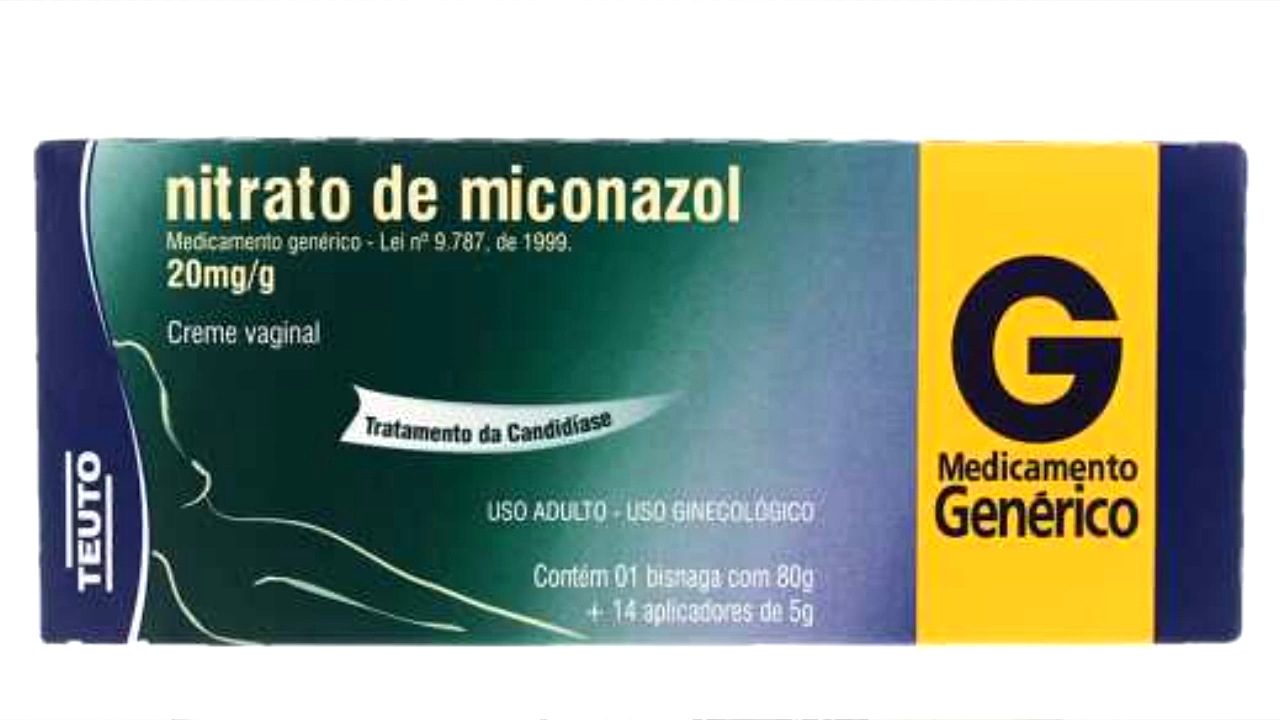 nitrato de miconazol
Medicamento genérico - Lei nº 9.787, de 1999.
20mg/g
Creme vaginal
Tratamento da Candidíase
USO ADULTO - USO GINECOLÓGICO
Contém 01 bisnaga com 80g
+ 14 aplicadores de 5g
TEUTO
G
Medicamento
Genérico